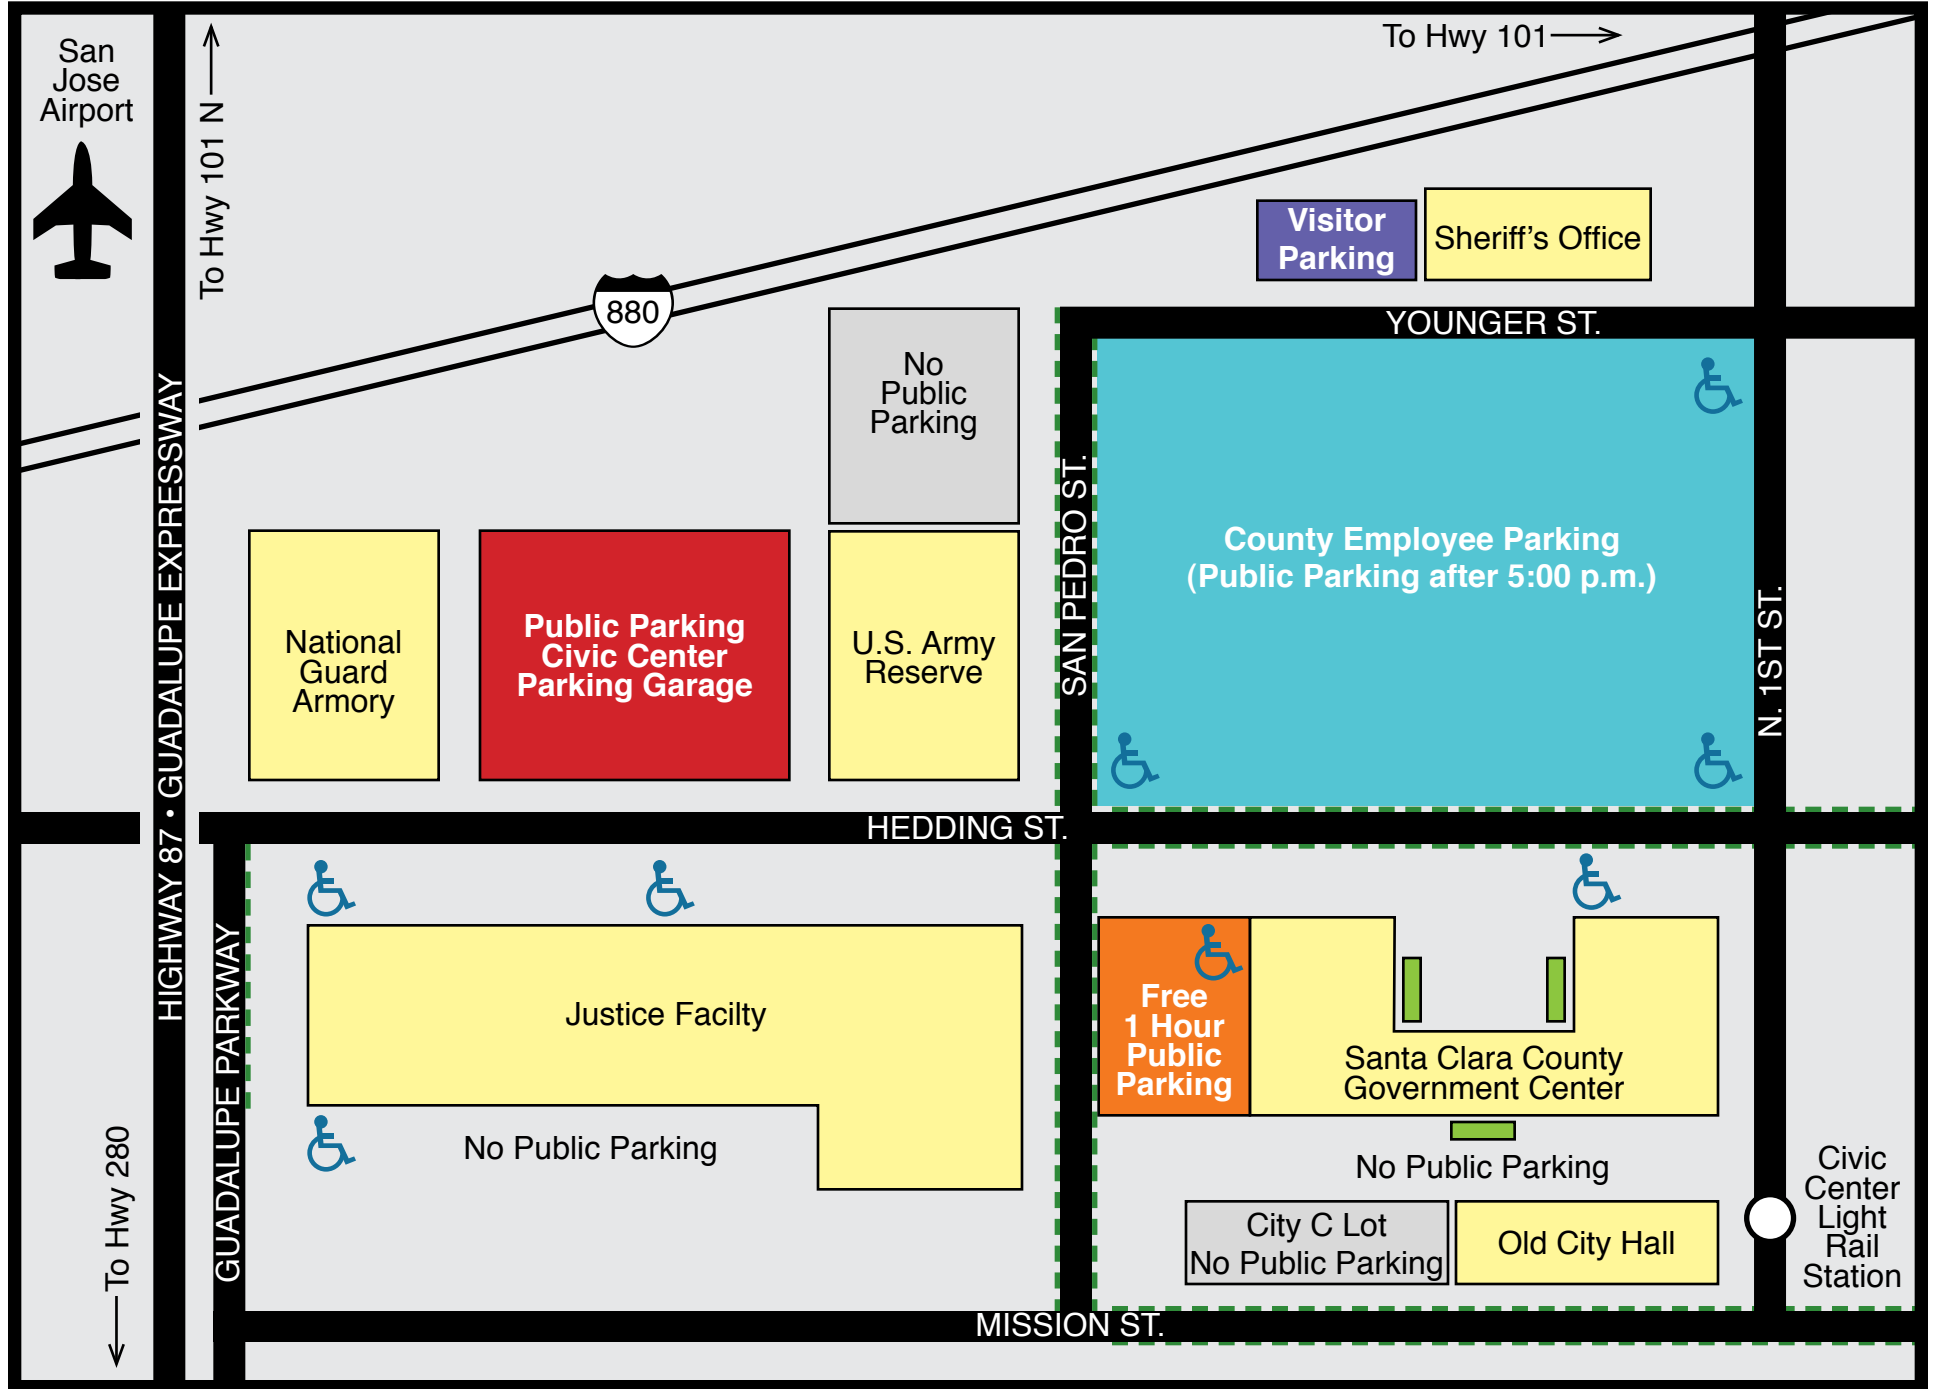 San
Jose
Airport
To Hwy 101 N
To Hwy 101
880
Visitor
Parking
Sheriff's Office
YOUNGER ST.
No
Public
Parking
HIGHWAY 87 • GUADALUPE EXPRESSWAY
SAN PEDRO ST.
County Employee Parking
(Public Parking after 5:00 p.m.)
N. 1ST ST.
National
Guard
Armory
Public Parking
Civic Center
Parking Garage
U.S. Army
Reserve
HEDDING ST.
GUADALUPE PARKWAY
Justice Facilty
No Public Parking
Free
1 Hour
Public
Parking
Santa Clara County
Government Center
No Public Parking
City C Lot
No Public Parking
Old City Hall
Civic
Center
Light
Rail
Station
To Hwy 280
MISSION ST.